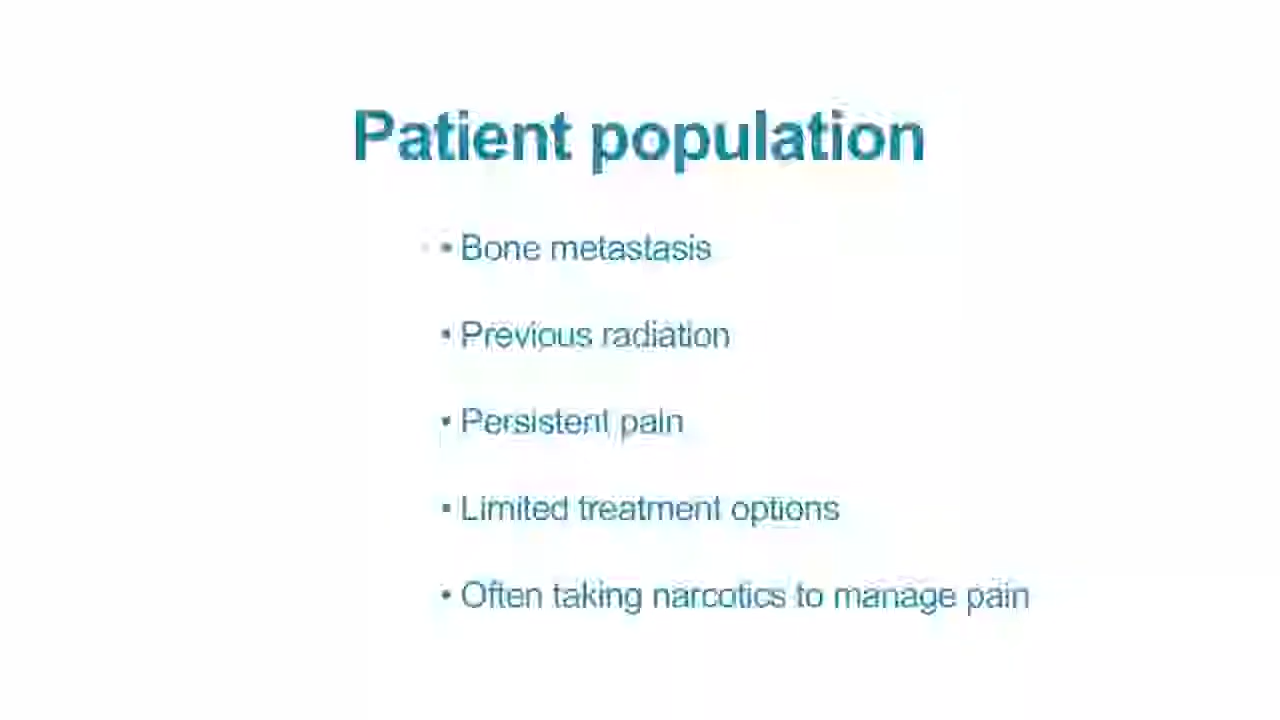 Patient population
• Bone metastasis
• Previous radiation
• Persistent pain
• Limited treatment options
• Often taking narcotics to manage pain